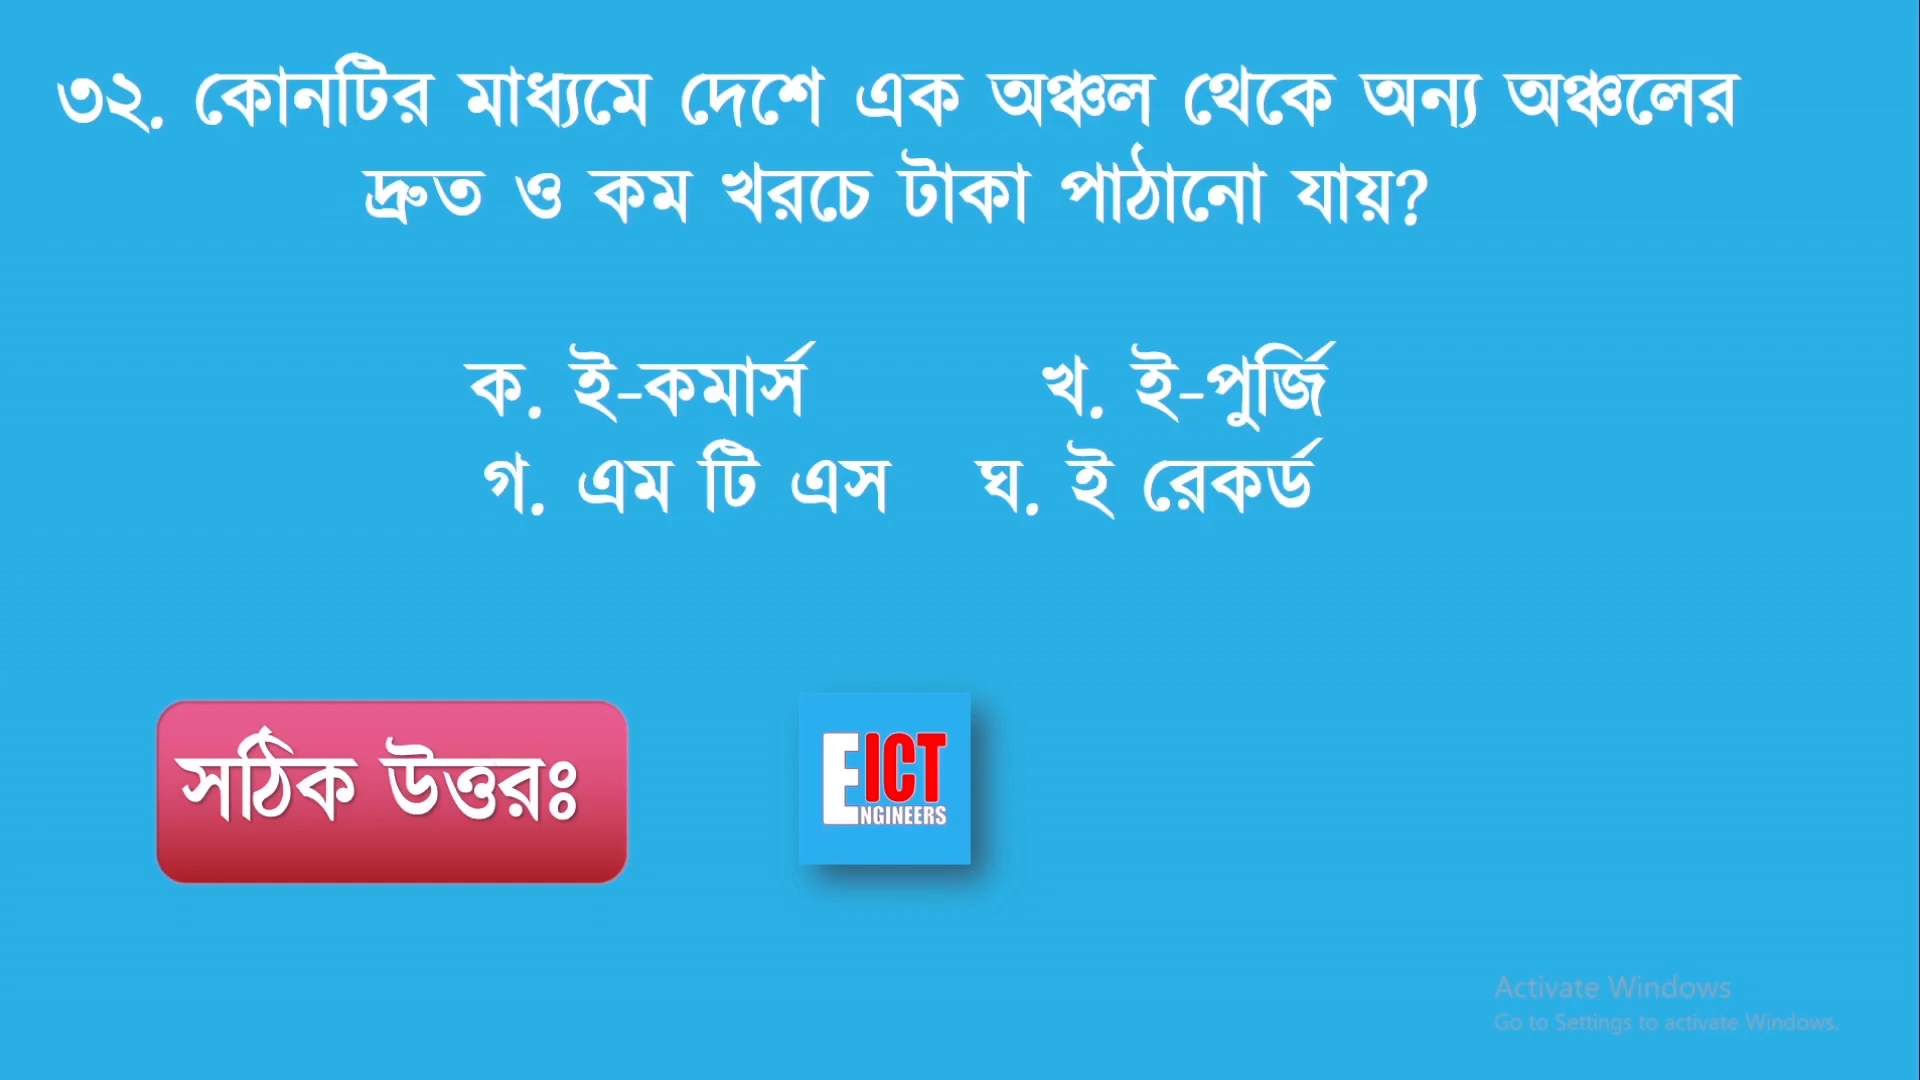 ৩২. কোনটির মাধ্যমে দেশে এক অঞ্চল থেকে অন্য অঞ্চলের
দ্রুত ও কম খরচে টাকা পাঠানো যায়?
ক. ই-কমার্স খ. ই-পুর্জি
গ. এম টি এস ঘ. ই রেকর্ড
সঠিক উত্তরঃ
EICT
NGINEERS
Activate Windows
Go to Settings to activate Windows.